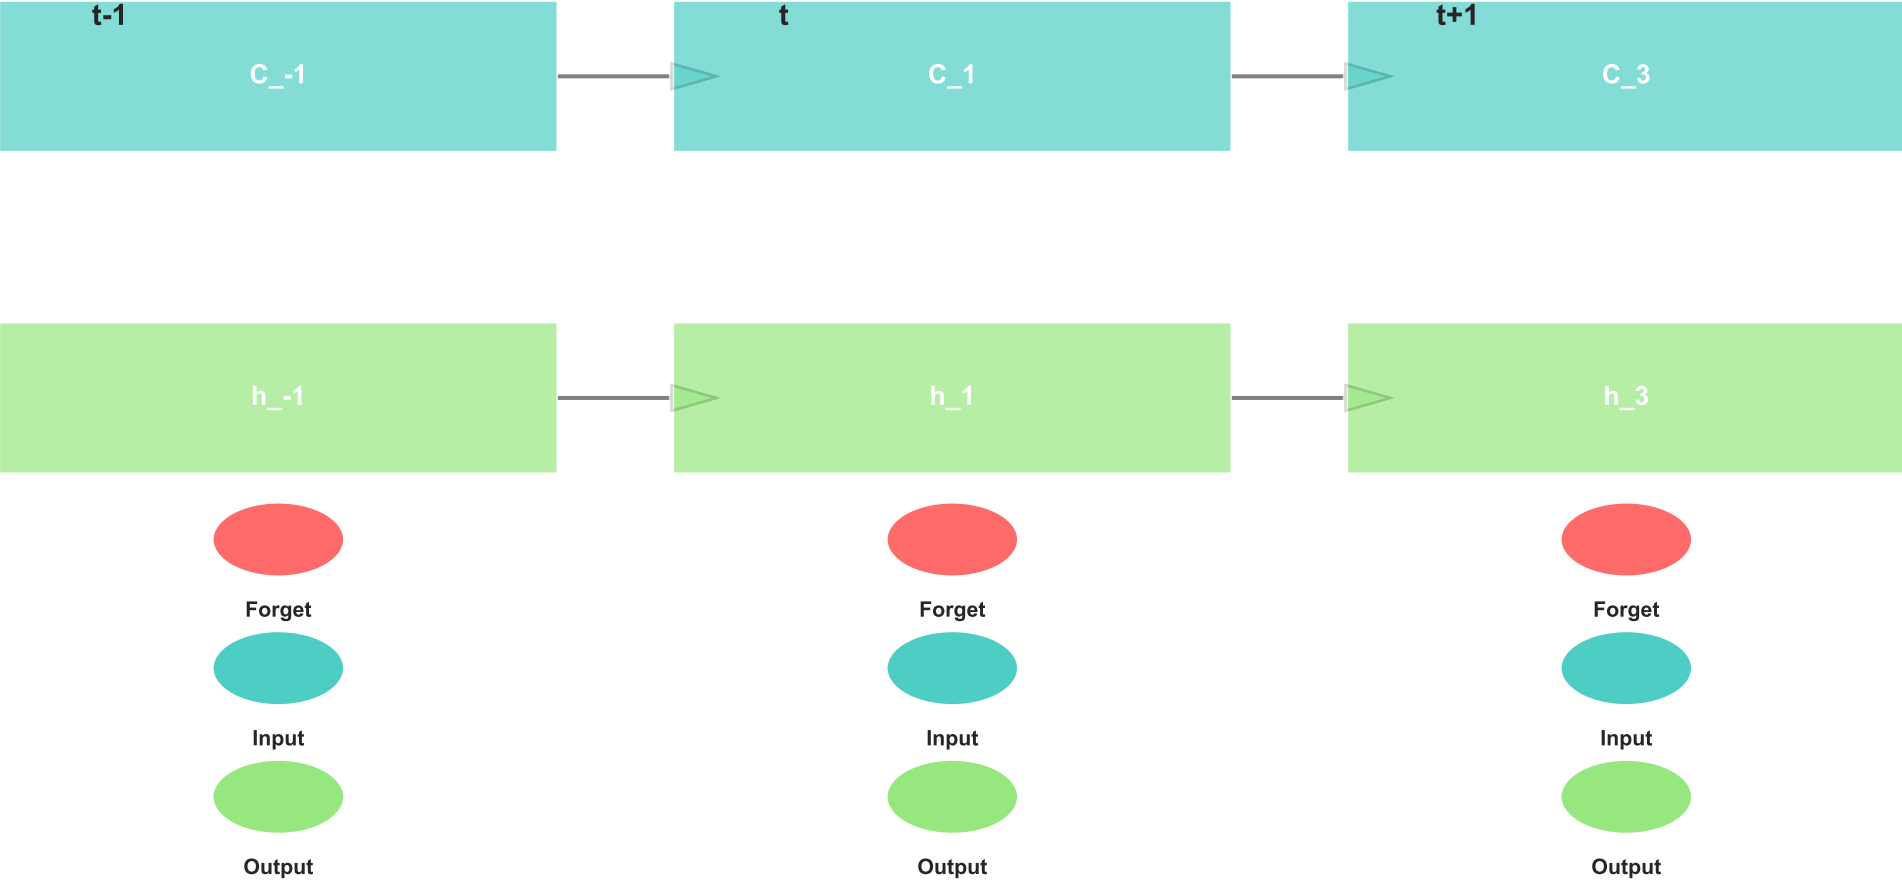 t-1
t
t+1
C_-1
C_1
C_3
h_-1
h_1
h_3
Forget
Forget
Forget
Input
Input
Input
Output
Output
Output